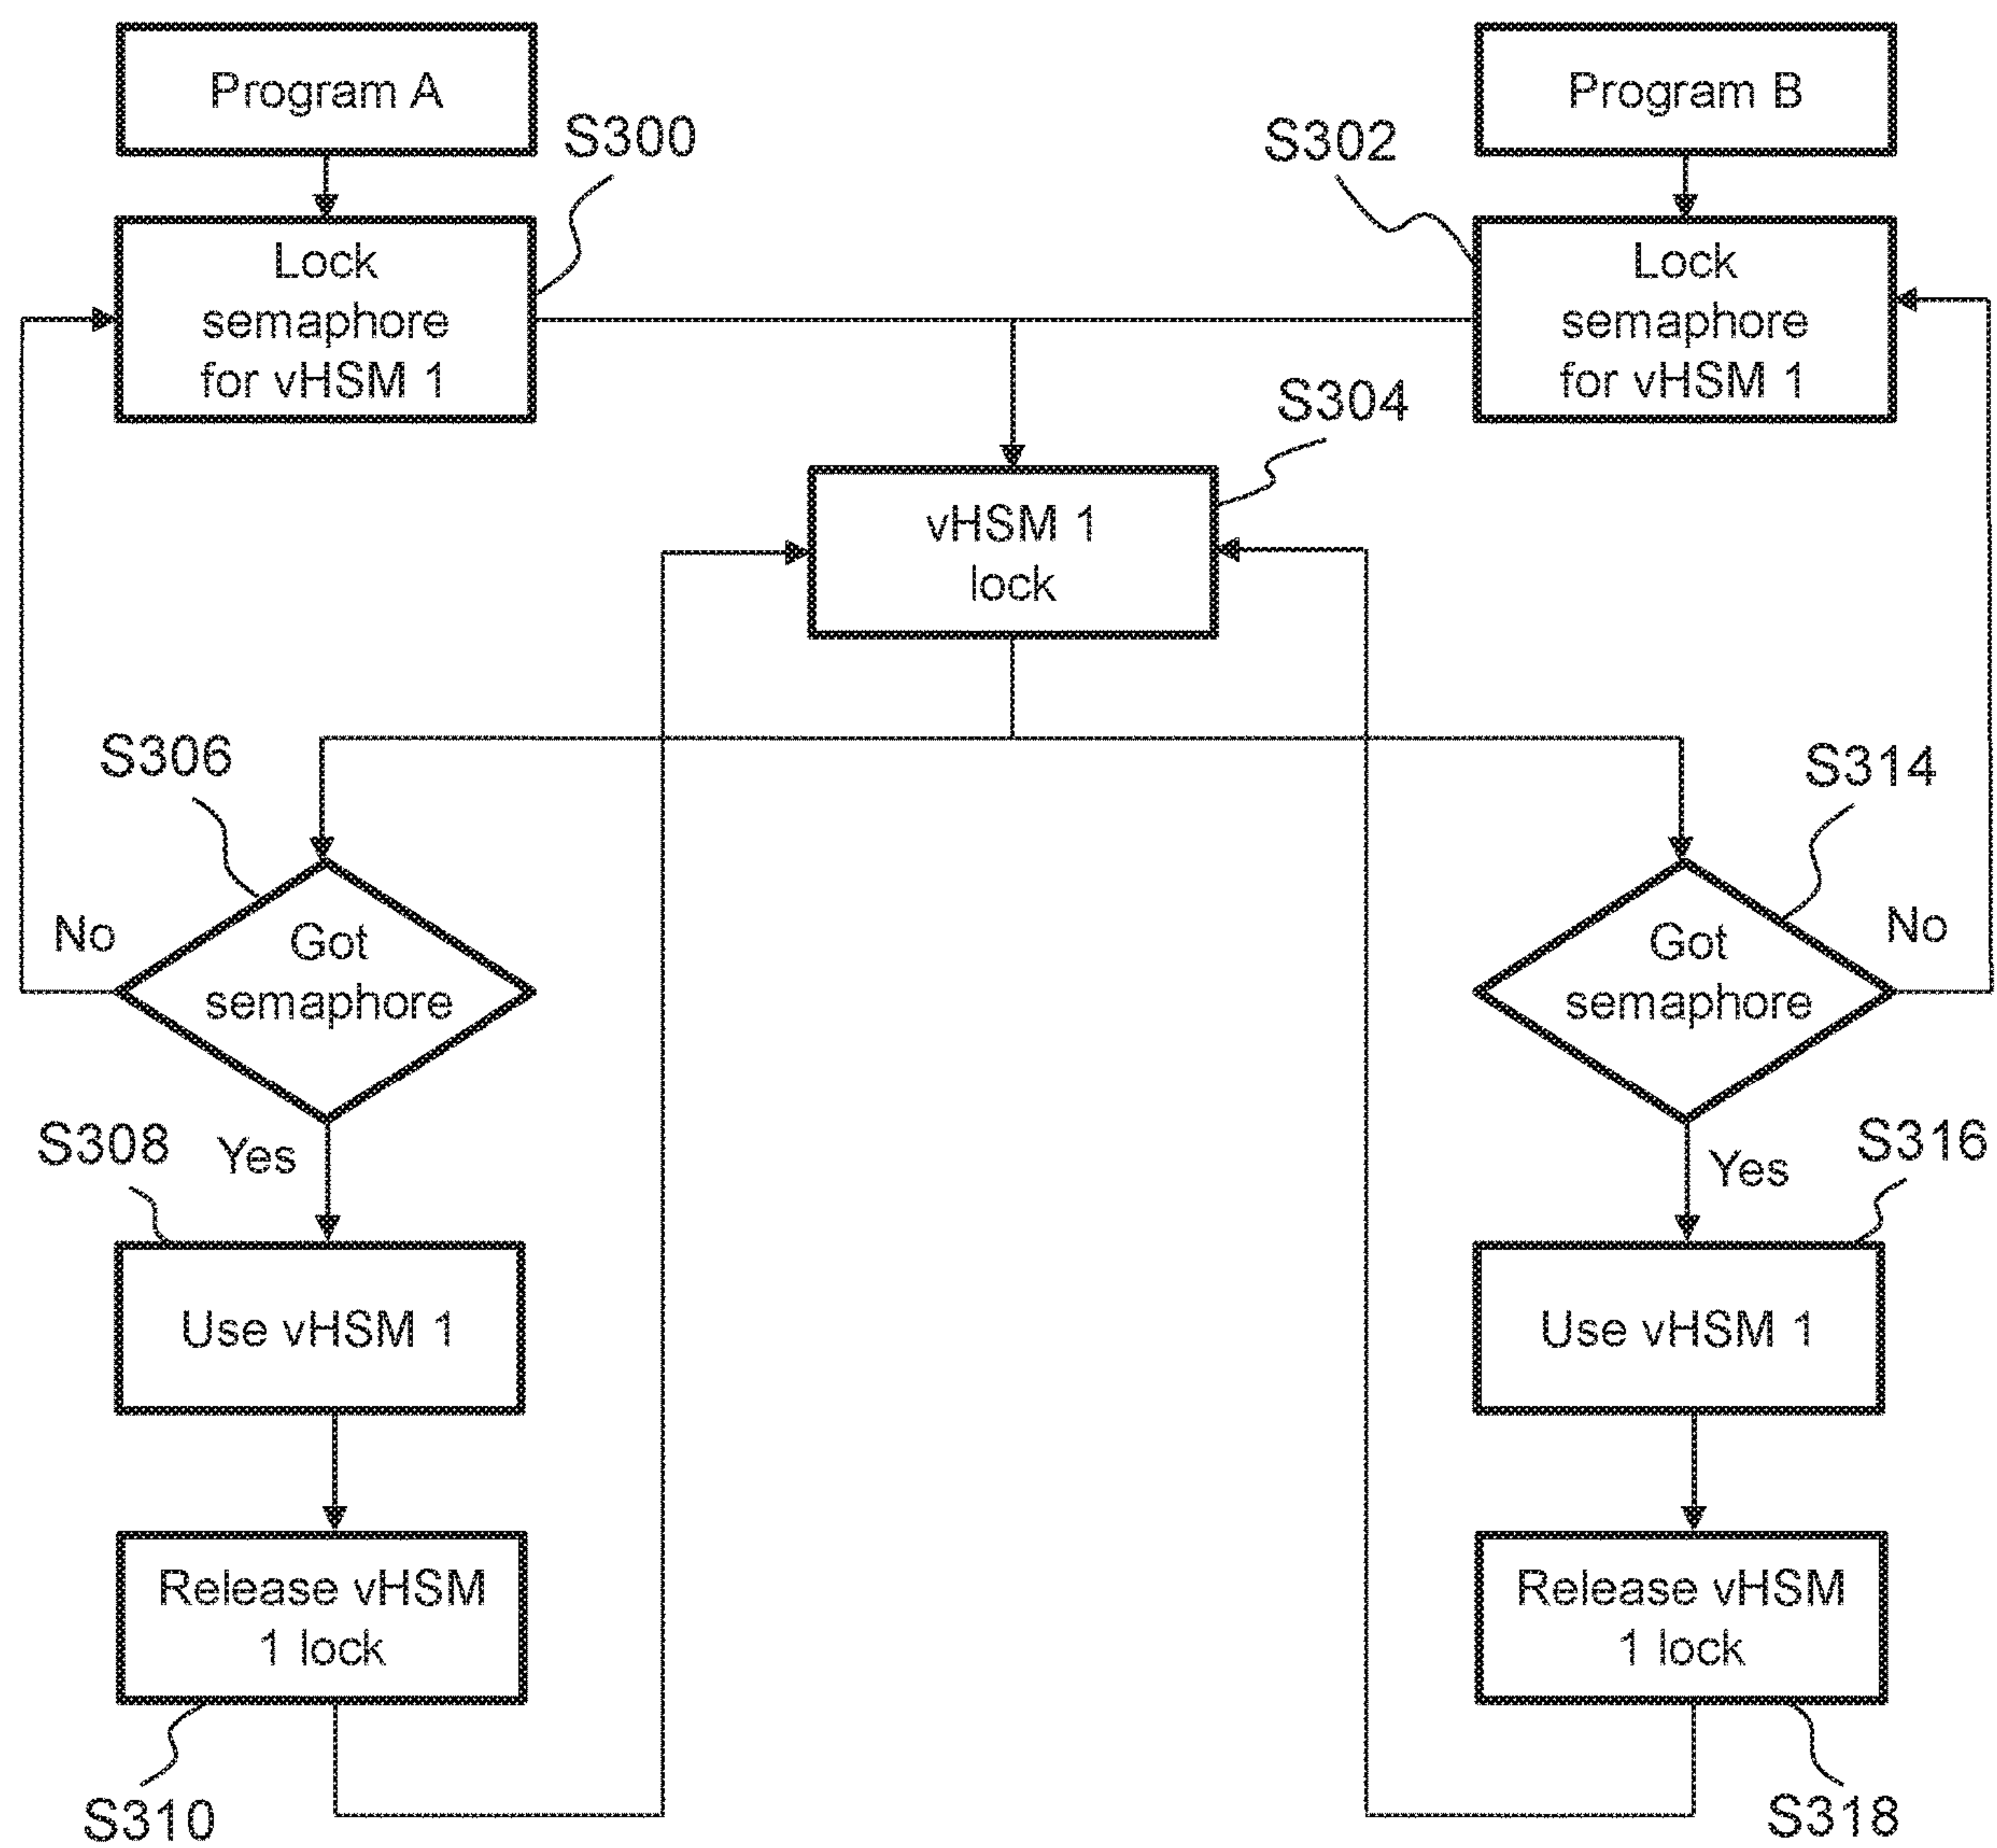 Program A
Program B
S300
S302
Lock
semaphore
for vHSM 1
Lock
semaphore
for vHSM 1
S304
vHSM 1
lock
S306
S314
No
Got
semaphore
Got
semaphore
No
S308
Yes
Yes
S316
Use vHSM 1
Use vHSM 1
Release vHSM
1 lock
Release vHSM
1 lock
S310
S318